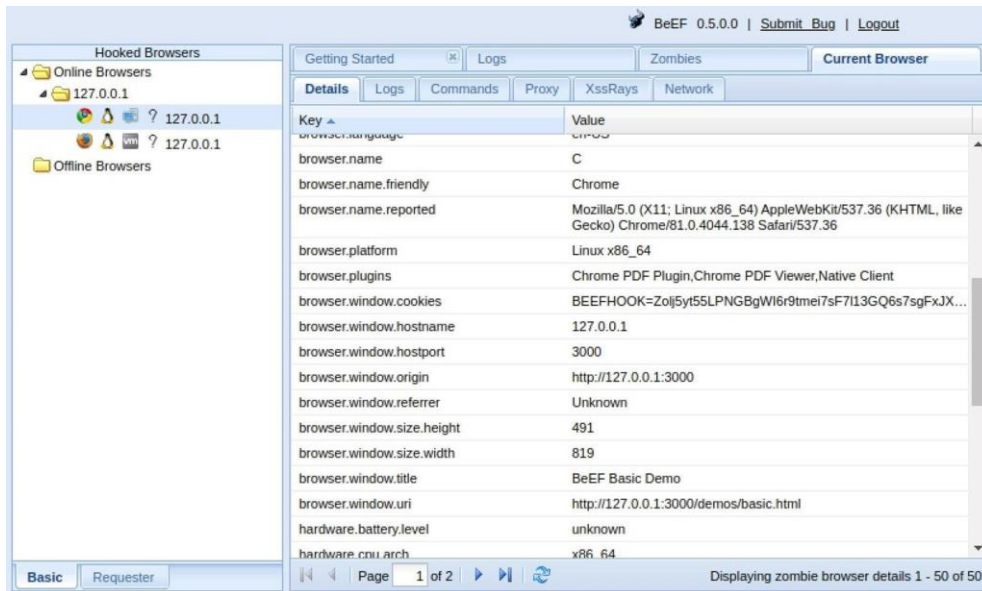 BeEF 0.5.0.0 | Submit Bug | Logout
Hooked Browsers
Online Browsers
127.0.0.1
? 127.0.0.1
vm ? 127.0.0.1
Offline Browsers
Basic Requester
Getting Started Logs Zombies Current Browser
Details Logs Commands Proxy XssRays Network
Key Value
browser.language en-US
browser.name C
browser.name.friendly Chrome
browser.name.reported Mozilla/5.0 (X11; Linux x86_64) AppleWebKit/537.36 (KHTML, like
Gecko) Chrome/81.0.4044.138 Safari/537.36
browser.platform Linux x86_64
browser.plugins Chrome PDF Plugin,Chrome PDF Viewer,Native Client
browser.window.cookies
browser.window.hostname 127.0.0.1
browser.window.hostport 3000
browser.window.origin http://127.0.0.1:3000
browser.window.referrer Unknown
browser.window.size.height 491
browser.window.size.width 819
browser.window.title BeEF Basic Demo
browser.window.uri http://127.0.0.1:3000/demos/basic.html
hardware.battery.level unknown
hardware.cpu.arch x86_64
Page 1 of 2 Displaying zombie browser details 1 - 50 of 50